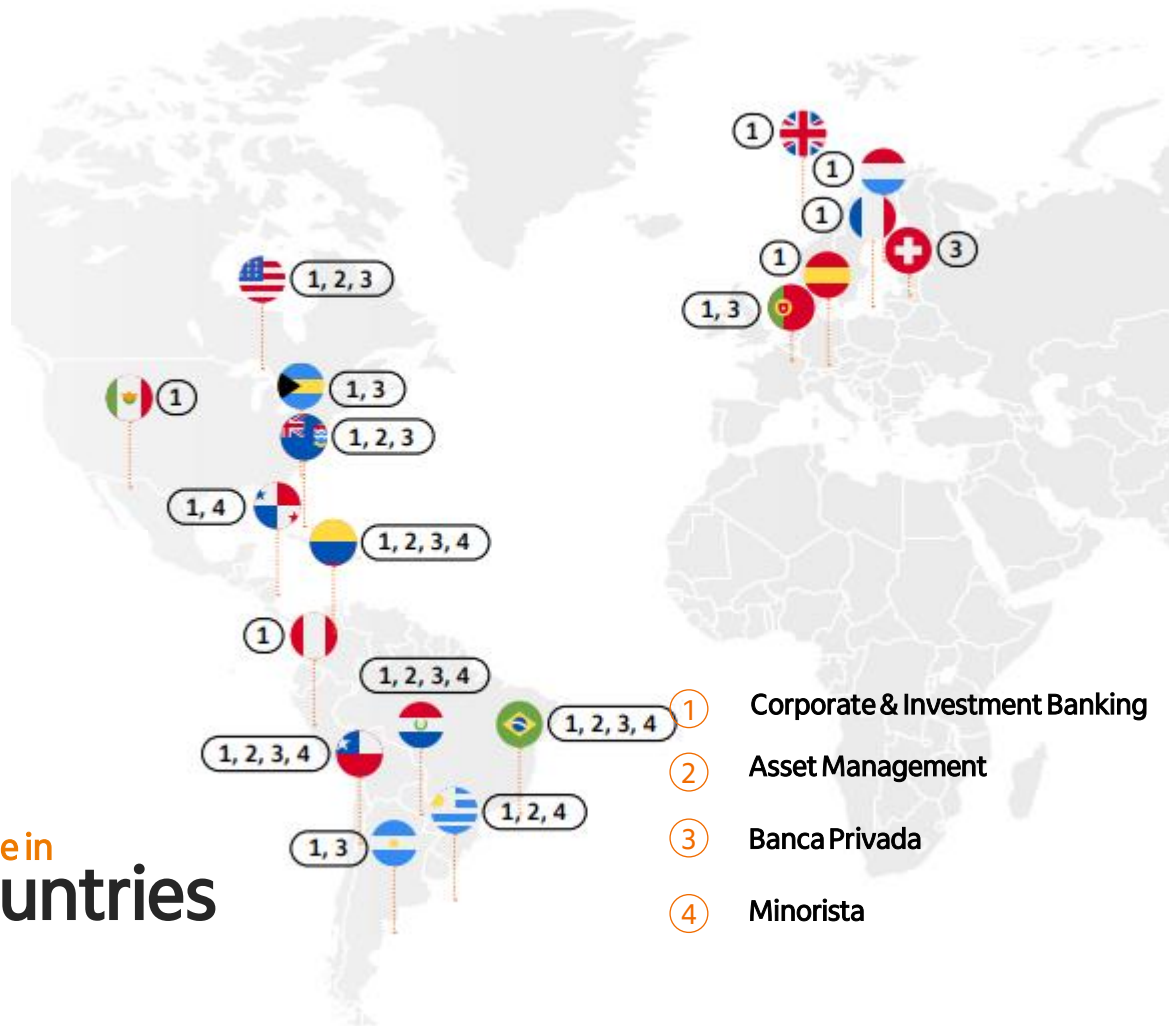 1
1
1
3
1
1, 3
1, 2, 3
1
1, 3
1, 2, 3
1, 4
1, 2, 3, 4
1
1, 2, 3, 4
1, 2, 3, 4
1, 2, 3, 4
1, 2, 4
1, 3
1 Corporate & Investment Banking
2 Asset Management
3 Banca Privada
4 Minorista
e in
untries